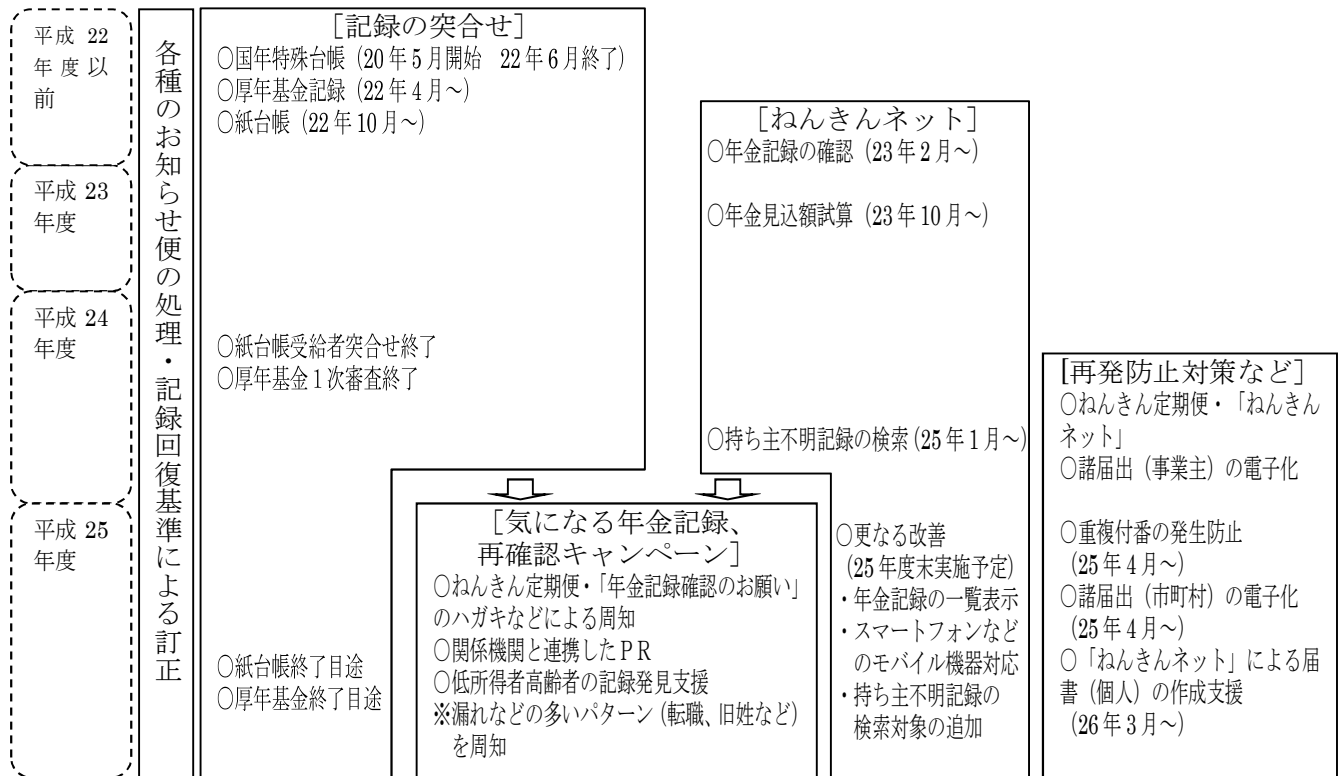 平成 22
年度以
前
平成 23
年度
平成 24
年度
平成 25
年度
各種のお知らせ便の処理・記録回復基準による訂正
[記録の突合せ]
○国年特殊台帳（20年5月開始　22年6月終了）
○厚年基金記録（22年4月～）
○紙台帳（22年10月～）
○紙台帳受給者突合せ終了
○厚年基金１次審査終了
○紙台帳終了目途
○厚年基金終了目途
[ねんきんネット]
○年金記録の確認（23年2月～）
○年金見込額試算（23年10月～）
○持ち主不明記録の検索（25年1月～）
○更なる改善
（25年度末実施予定）
・年金記録の一覧表示
・スマートフォンなど
のモバイル機器対応
・持ち主不明記録の
検索対象の追加
[気になる年金記録、
再確認キャンペーン]
○ねんきん定期便・「年金記録確認のお願い」
のハガキなどによる周知
○関係機関と連携したＰＲ
○低所得者高齢者の記録発見支援
※漏れなどの多いパターン（転職、旧姓など）
を周知
[再発防止対策など]
○ねんきん定期便・「ねんきん
ネット」
○諸届出（事業主）の電子化
○重複付番の発生防止
（25年4月～）
○諸届出（市町村）の電子化
（25年4月～）
○「ねんきんネット」による届
書（個人）の作成支援
（26年3月～）